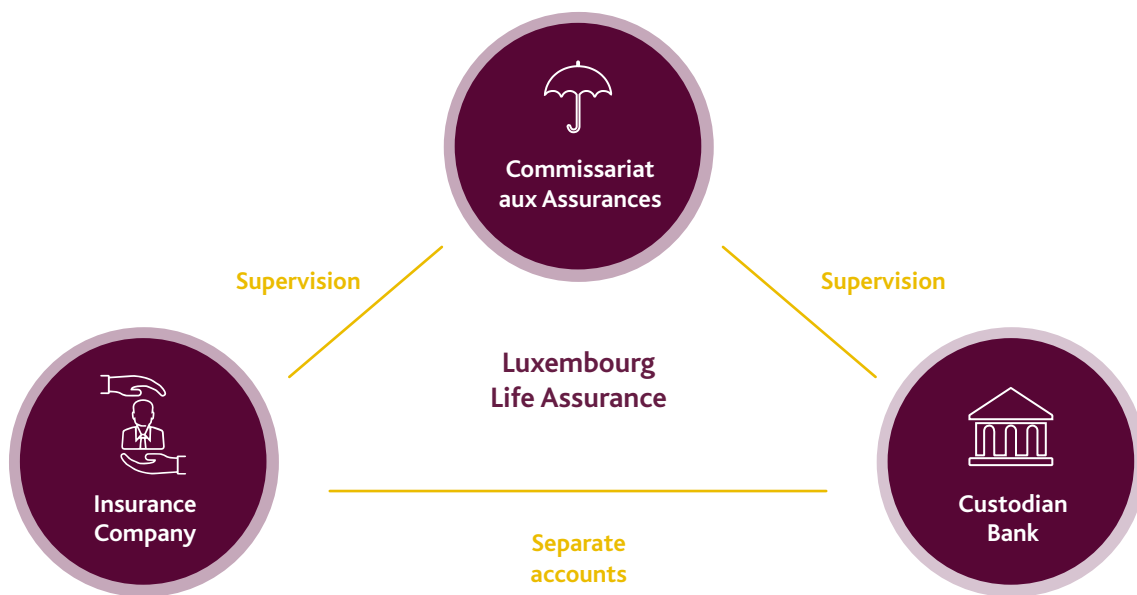 Commissariat
aux Assurances
Supervision
Supervision
Luxembourg
Life Assurance
Insurance
Company
Custodian
Bank
Separate
accounts